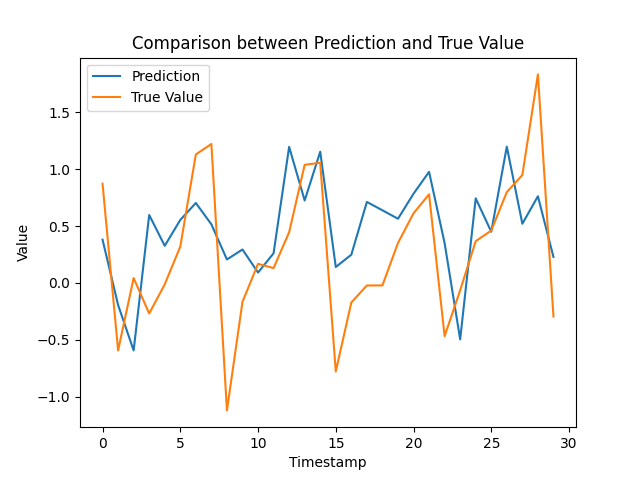 Comparison between Prediction and True Value
Prediction
True Value
1.5
1.0
0.5
0.0
−0.5
−1.0
Value
0 5 10 15 20 25 30
Timestamp